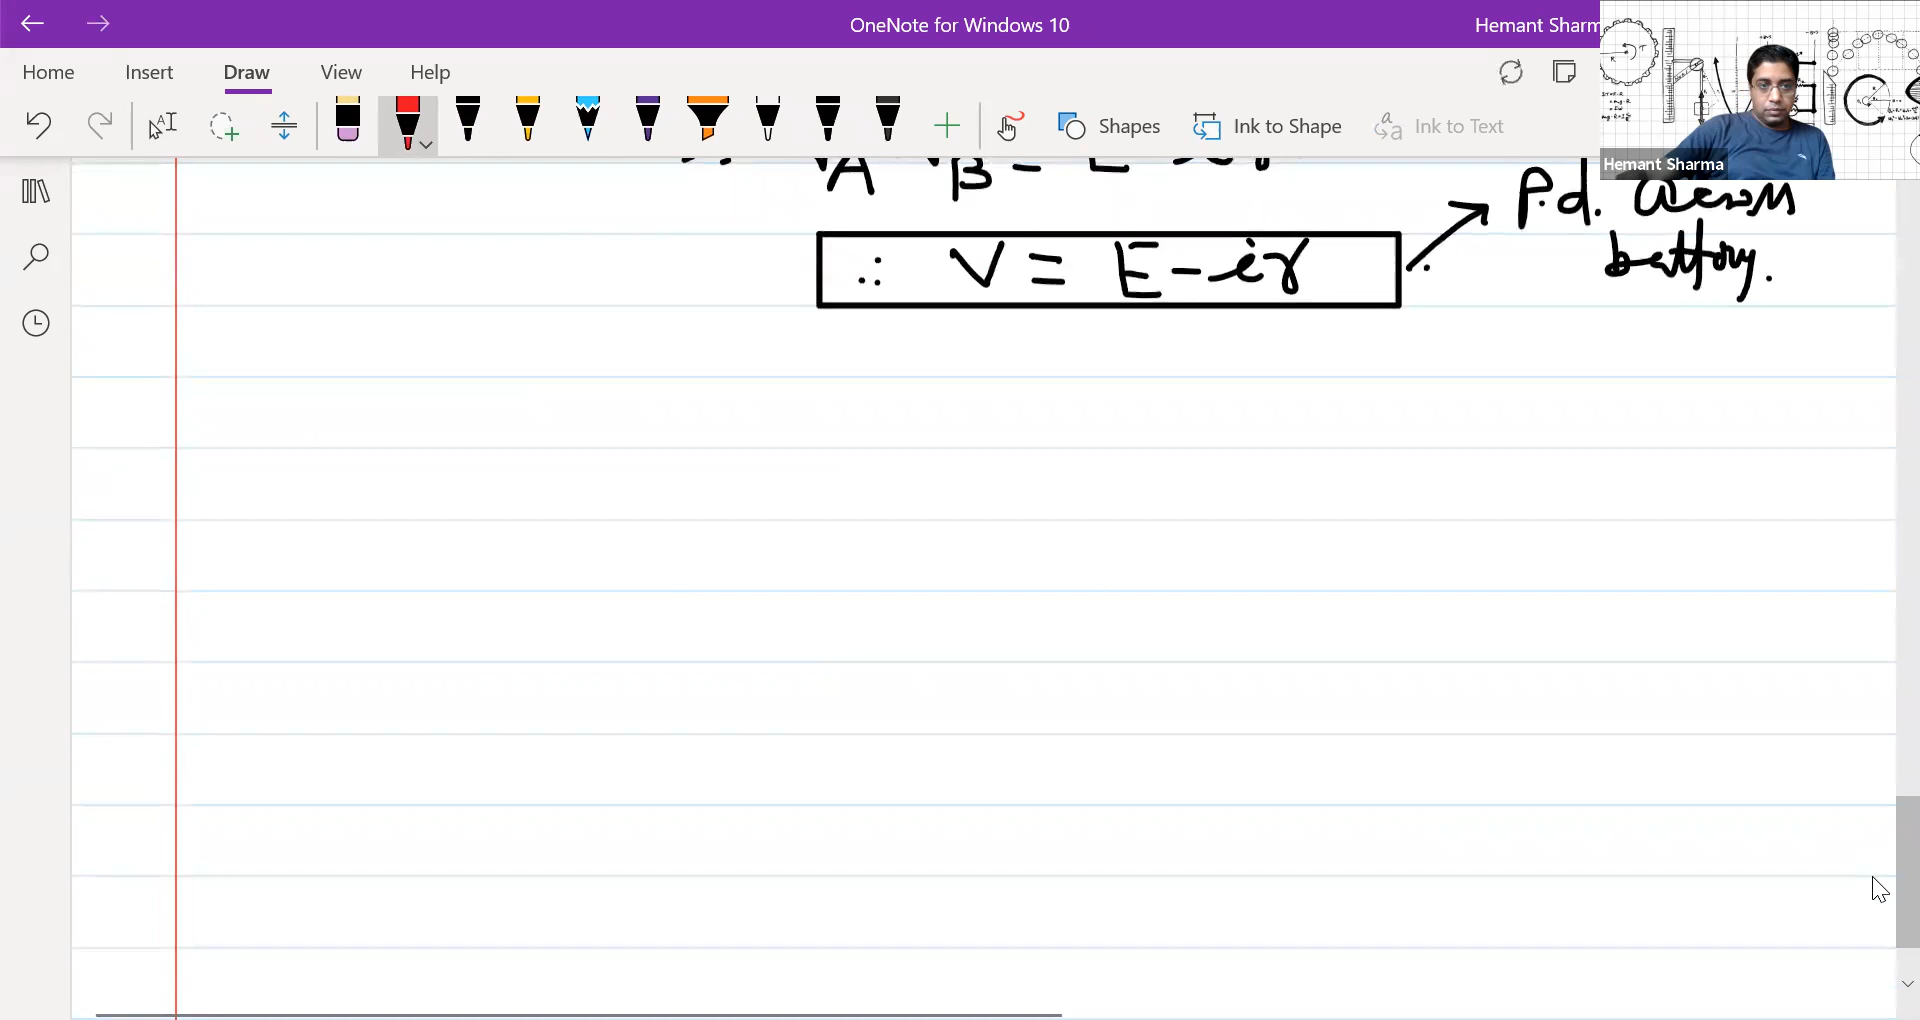 OneNote for Windows 10
Hemant Sharm
Home Insert Draw View Help
Shapes Ink to Shape Ink to Text
Hemant Sharma
P.d. across
battery.
∴ V = E - ir